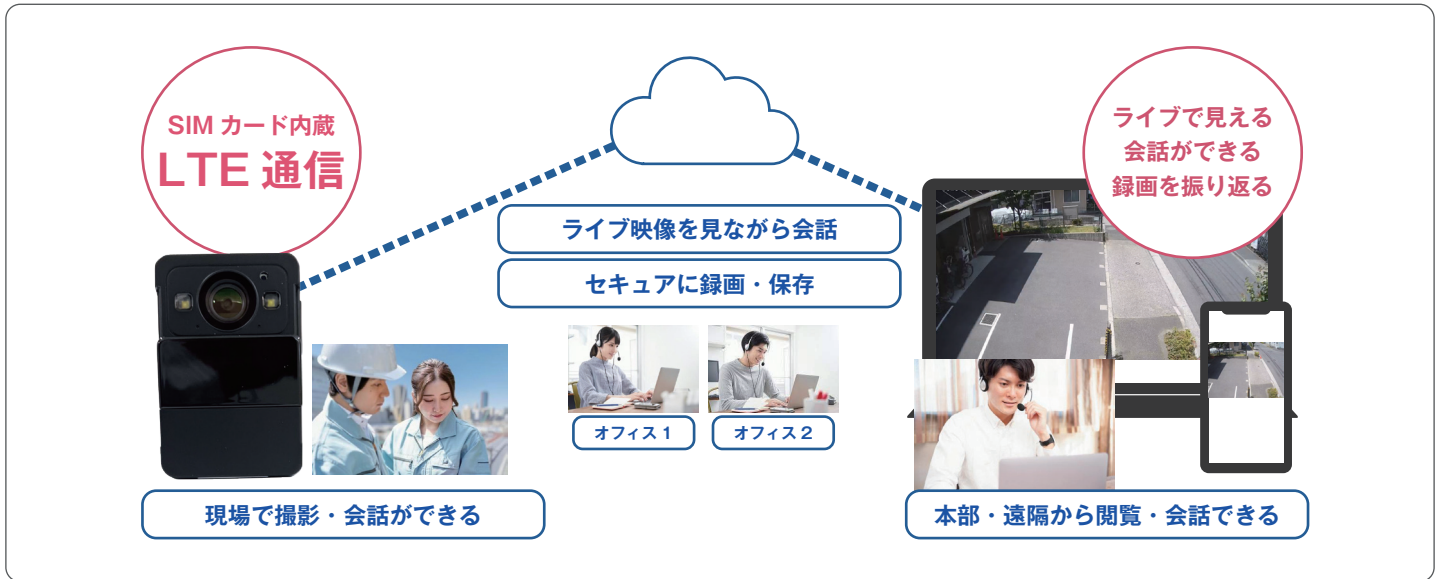 SIM カード内蔵
LTE 通信
ライブで見える
会話ができる
録画を振り返る
ライブ映像を見ながら会話
セキュアに録画・保存
オフィス 1
オフィス 2
現場で撮影・会話ができる
本部・遠隔から閲覧・会話できる